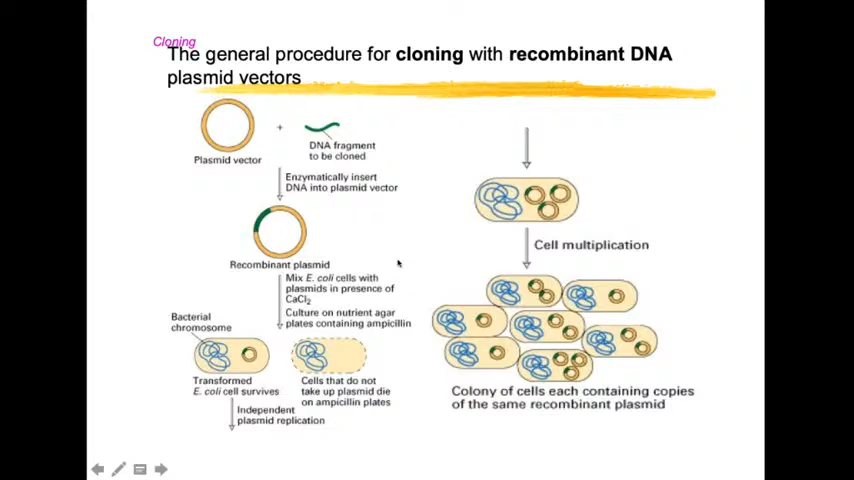 Cloning
The general procedure for cloning with recombinant DNA
plasmid vectors
+
Plasmid vector
DNA fragment
to be cloned
Enzymatically insert
DNA into plasmid vector
Recombinant plasmid
Mix E. coli cells with
plasmids in presence of
CaCl₂
Culture on nutrient agar
plates containing ampicillin
Bacterial
chromosome
Transformed
E. coli cell survives
Cells that do not
take up plasmid die
on ampicillin plates
Independent
plasmid replication
Cell multiplication
Colony of cells each containing copies
of the same recombinant plasmid